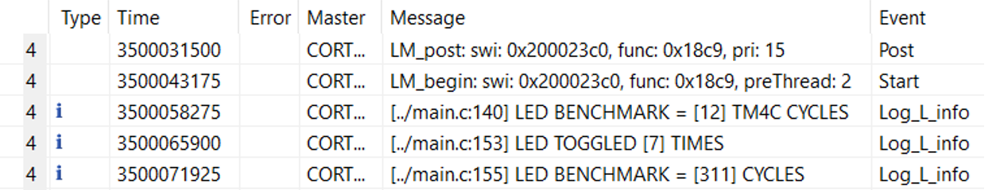 Type Time Error Master Message Event
4 3500031500 CORT... LM_post: swi: 0x200023c0, func: 0x18c9, pri: 15 Post
4 3500043175 CORT... LM_begin: swi: 0x200023c0, func: 0x18c9, preThread: 2 Start
4 i 3500058275 CORT... [../main.c:140] LED BENCHMARK = [12] TM4C CYCLES Log_L_info
4 i 3500065900 CORT... [../main.c:153] LED TOGGLED [7] TIMES Log_L_info
4 i 3500071925 CORT... [../main.c:155] LED BENCHMARK = [311] CYCLES Log_L_info